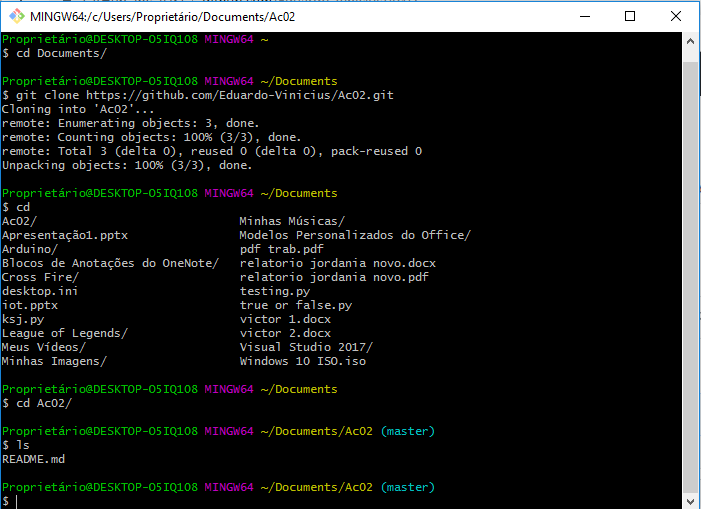 MINGW64:/c/Users/Proprietário/Documents/Ac02
Proprietário@DESKTOP-O5IQ108 MINGW64 ~
$ cd Documents/
Proprietário@DESKTOP-O5IQ108 MINGW64 ~/Documents
$ git clone https://github.com/Eduardo-Vinicius/Ac02.git
Cloning into 'Ac02'...
remote: Enumerating objects: 3, done.
remote: Counting objects: 100% (3/3), done.
remote: Total 3 (delta 0), reused 0 (delta 0), pack-reused 0
Unpacking objects: 100% (3/3), done.
Proprietário@DESKTOP-O5IQ108 MINGW64 ~/Documents
$ cd
Ac02/ Minhas Músicas/
Apresentação1.pptx Modelos Personalizados do Office/
Arduino/ pdf trab.pdf
Blocos de Anotações do OneNote/ relatorio jordania novo.docx
Cross Fire/ relatorio jordania novo.pdf
desktop.ini testing.py
iot.pptx true or false.py
ksj.py victor 1.docx
League of Legends/ victor 2.docx
Meus Vídeos/ Visual Studio 2017/
Minhas Imagens/ Windows 10 ISO.iso
Proprietário@DESKTOP-O5IQ108 MINGW64 ~/Documents
$ cd Ac02/
Proprietário@DESKTOP-O5IQ108 MINGW64 ~/Documents/Ac02 (master)
$ ls
README.md
Proprietário@DESKTOP-O5IQ108 MINGW64 ~/Documents/Ac02 (master)
$